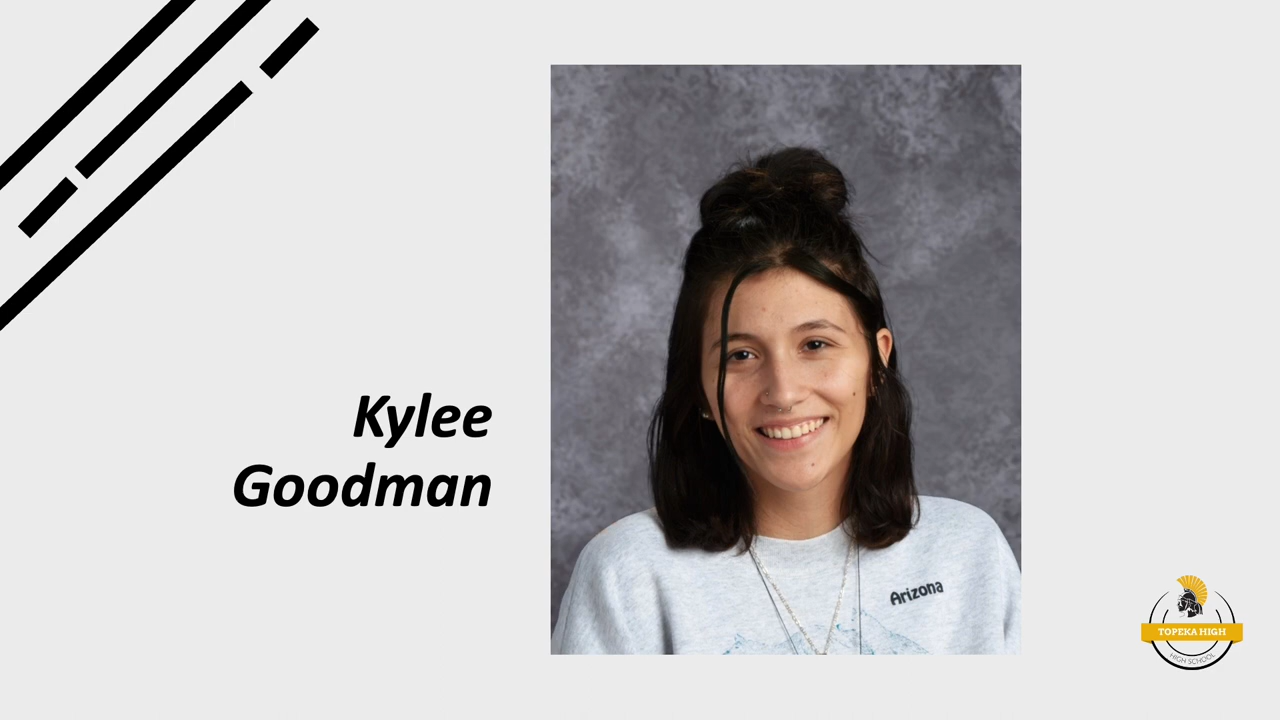 Kylee
Goodman
Arizona
TOPEKA HIGH
HIGH SCHOOL